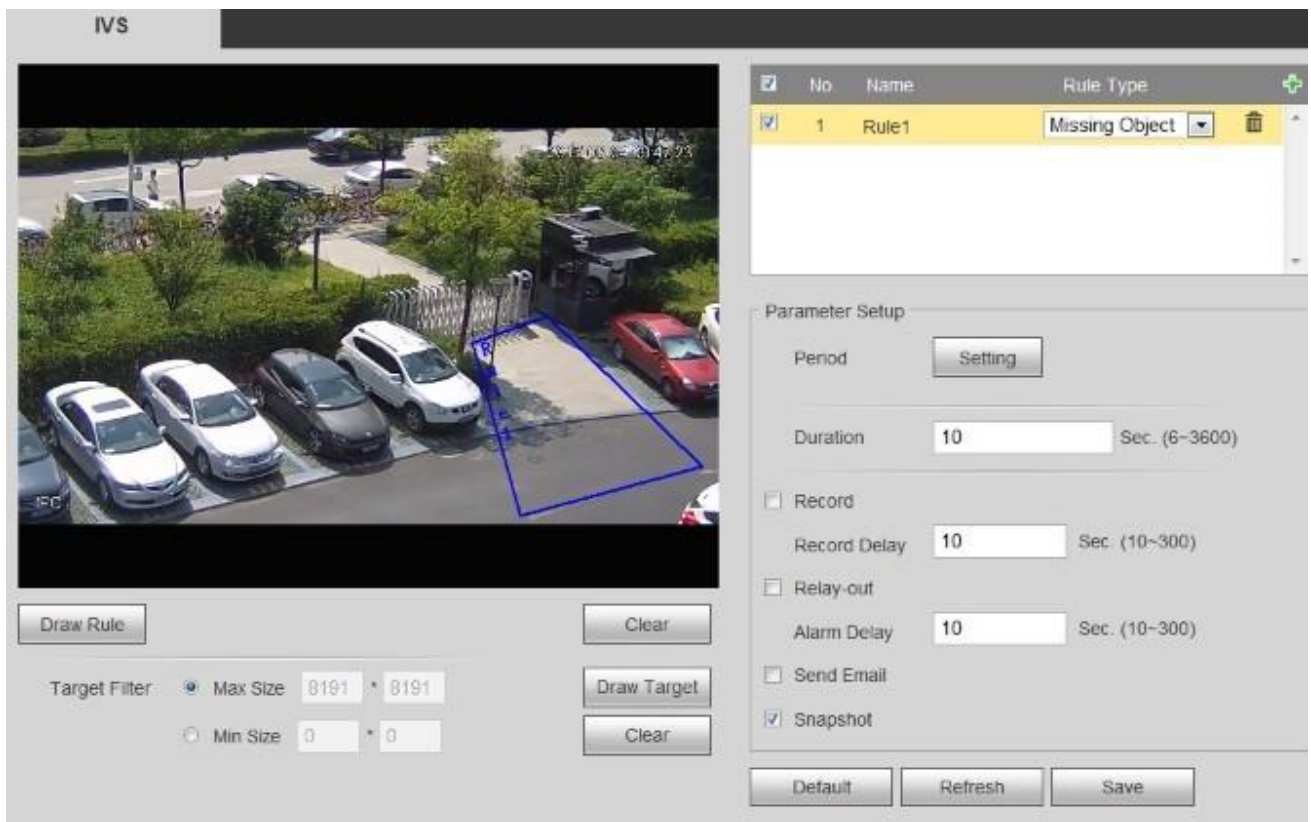 IVS
No. Name Rule Type
1 Rule1 Missing Object
Parameter Setup
Period Setting
Duration 10 Sec. (6~3600)
Record
Record Delay 10 Sec. (10~300)
Relay-out
Alarm Delay 10 Sec. (10~300)
Send Email
Snapshot
Default Refresh Save
IPC
Draw Rule Clear
Target Filter Max Size 8191 * 8191 Draw Target
Min Size 0 * 0 Clear